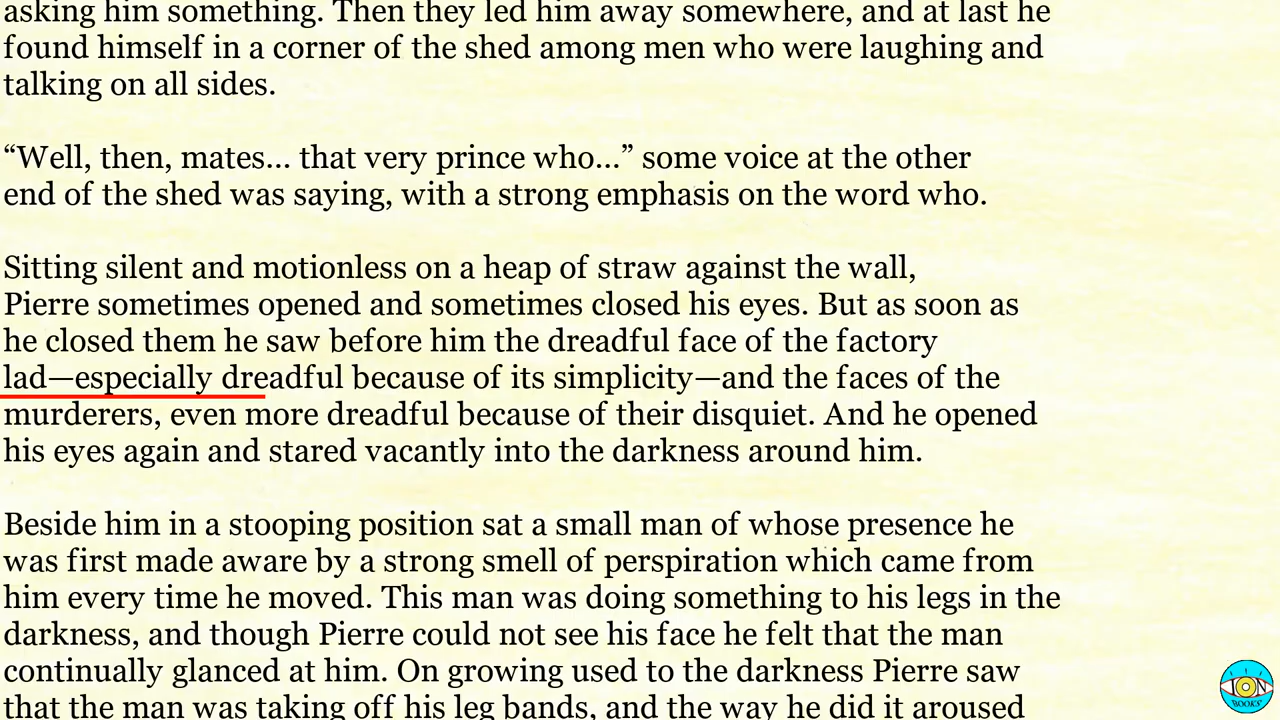 asking him something. Then they led him away somewhere, and at last he
found himself in a corner of the shed among men who were laughing and
talking on all sides.
“Well, then, mates... that very prince who...” some voice at the other
end of the shed was saying, with a strong emphasis on the word who.
Sitting silent and motionless on a heap of straw against the wall,
Pierre sometimes opened and sometimes closed his eyes. But as soon as
he closed them he saw before him the dreadful face of the factory
lad—especially dreadful because of its simplicity—and the faces of the
murderers, even more dreadful because of their disquiet. And he opened
his eyes again and stared vacantly into the darkness around him.
Beside him in a stooping position sat a small man of whose presence he
was first made aware by a strong smell of perspiration which came from
him every time he moved. This man was doing something to his legs in the
darkness, and though Pierre could not see his face he felt that the man
continually glanced at him. On growing used to the darkness Pierre saw
that the man was taking off his leg bands, and the way he did it aroused
ION
BOOKS